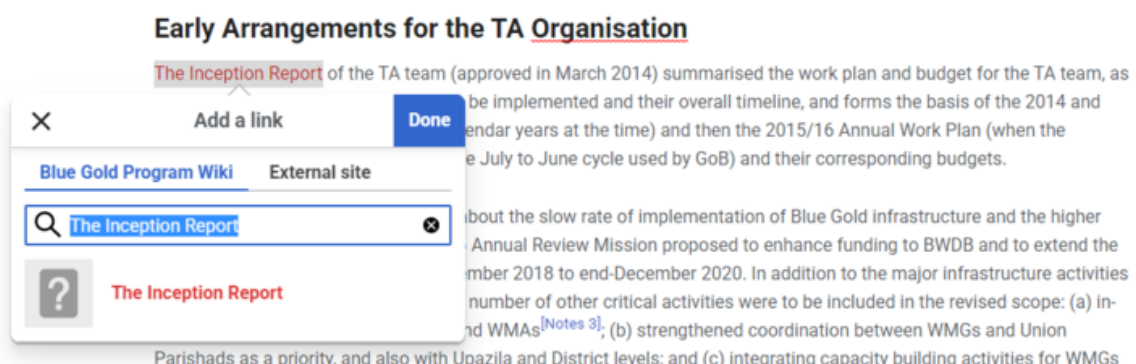 Early Arrangements for the TA Organisation
The Inception Report of the TA team (approved in March 2014) summarised the work plan and budget for the TA team, as
be implemented and their overall timeline, and forms the basis of the 2014 and
endar years at the time) and then the 2015/16 Annual Work Plan (when the
e July to June cycle used by GoB) and their corresponding budgets.
Add a link
Done
Blue Gold Program Wiki
External site
The Inception Report
The Inception Report
about the slow rate of implementation of Blue Gold infrastructure and the higher
Annual Review Mission proposed to enhance funding to BWDB and to extend the
ember 2018 to end-December 2020. In addition to the major infrastructure activities
number of other critical activities were to be included in the revised scope: (a) in-
nd WMAs[Notes 3]; (b) strengthened coordination between WMGs and Union
Parishads as a priority, and also with Upazila and District levels; and (c) integrating capacity building activities for WMGs